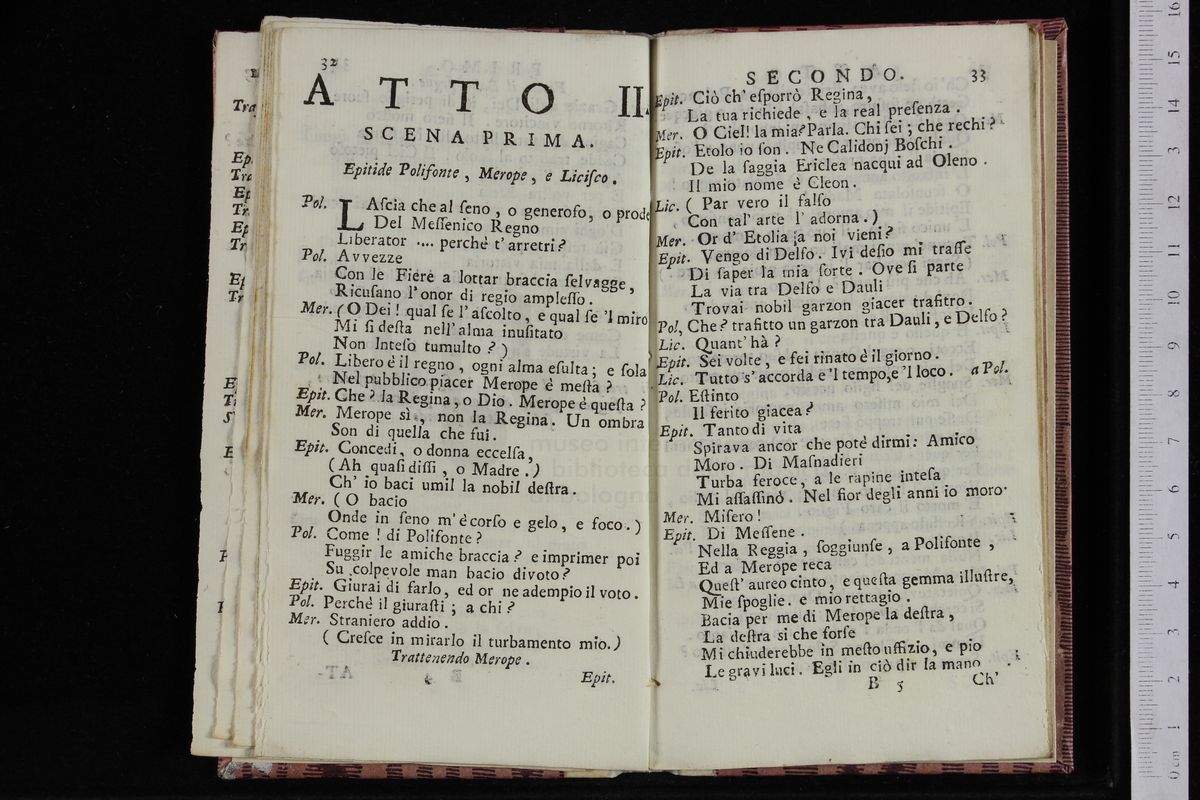 32
ATTO II.
SCENA PRIMA.
Epitide Polifonte, Merope, e Liciſco.
Pol. LAſcia che al ſeno, o generoſo, o prode
Del Meſſenico Regno
Liberator .... perchè t'arretri?
Pol. Avvezze
Con le Fiere a lottar braccia ſelvagge,
Ricuſano l'onor di regio ampleſſo.
Mer. (O Dei! qual ſe l'aſcolto, e qual ſe 'l miro
Mi ſi deſta nell'alma inuſitato
Non Inteſo tumulto?)
Pol. Libero è il regno, ogni alma eſulta; e ſola
Nel pubblico piacer Merope è meſta?
Epit. Che? la Regina, o Dio. Merope è queſta?
Mer. Merope sì, non la Regina. Un ombra
Son di quella che fui.
Epit. Concedi, o donna eccelſa,
(Ah quaſi diſſi, o Madre.)
Ch' io baci umil la nobil deſtra.
Mer. (O bacio
Onde in ſeno m'è corſo e gelo, e foco.)
Pol. Come! di Polifonte?
Fuggir le amiche braccia? e imprimer poi
Su colpevole man bacio divoto?
Epit. Giurai di farlo, ed or ne adempio il voto.
Pol. Perchè il giuraſti; a chi?
Mer. Straniero addio.
(Creſce in mirarlo il turbamento mio.)
Trattenendo Merope.
Epit.
SECONDO. 33
Epit. Ciò ch' eſporrò Regina,
La tua richiede, e la real preſenza.
Mer. O Ciel! la mia? Parla. Chi ſei; che rechi?
Epit. Etolo io ſon. Ne Calidonj Boſchi.
De la ſaggia Ericlea nacqui ad Oleno.
Il mio nome è Cleon.
Lic. (Par vero il falſo
Con tal' arte l' adorna.)
Mer. Or d' Etolia a noi vieni?
Epit. Vengo di Delfo. Ivi deſio mi traſſe
Di ſaper la mia ſorte. Ove ſi parte
La via tra Delfo e Dauli
Trovai nobil garzon giacer trafitro.
Pol, Che? trafitto un garzon tra Dauli, e Delfo?
Lic. Quant' hà?
Epit. Sei volte, e ſei rinato è il giorno.
Lic. Tutto s' accorda e 'l tempo, e 'l loco. a Pol.
Pol. Eſtinto
Il ferito giacea?
Epit. Tanto di vita
Spirava ancor che potè dirmi: Amico
Moro. Di Maſnadieri
Turba feroce, a le rapine inteſa
Mi aſſaſſinò. Nel fior degli anni io moro.
Mer. Miſero!
Epit. Di Meſſene.
Nella Reggia, ſoggiunſe, a Polifonte,
Ed a Merope reca
Queſt' aureo cinto, e queſta gemma illuſtre,
Mie ſpoglie. e mio rettagio.
Bacia per me di Merope la deſtra,
La deſtra sì che forſe
Mi chiuderebbe in meſto uffizio, e pio
Le gravi luci. Egli in ciò dir la mano
B 5 Ch'